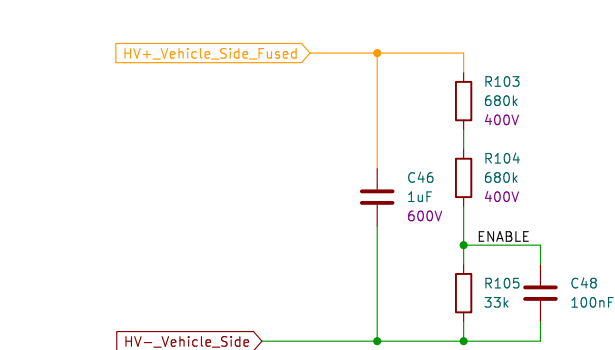 HV+_Vehicle_Side_Fused
R103
680k
400V
R104
680k
400V
C46
1uF
600V
ENABLE
R105
33k
C48
100nF
HV-_Vehicle_Side